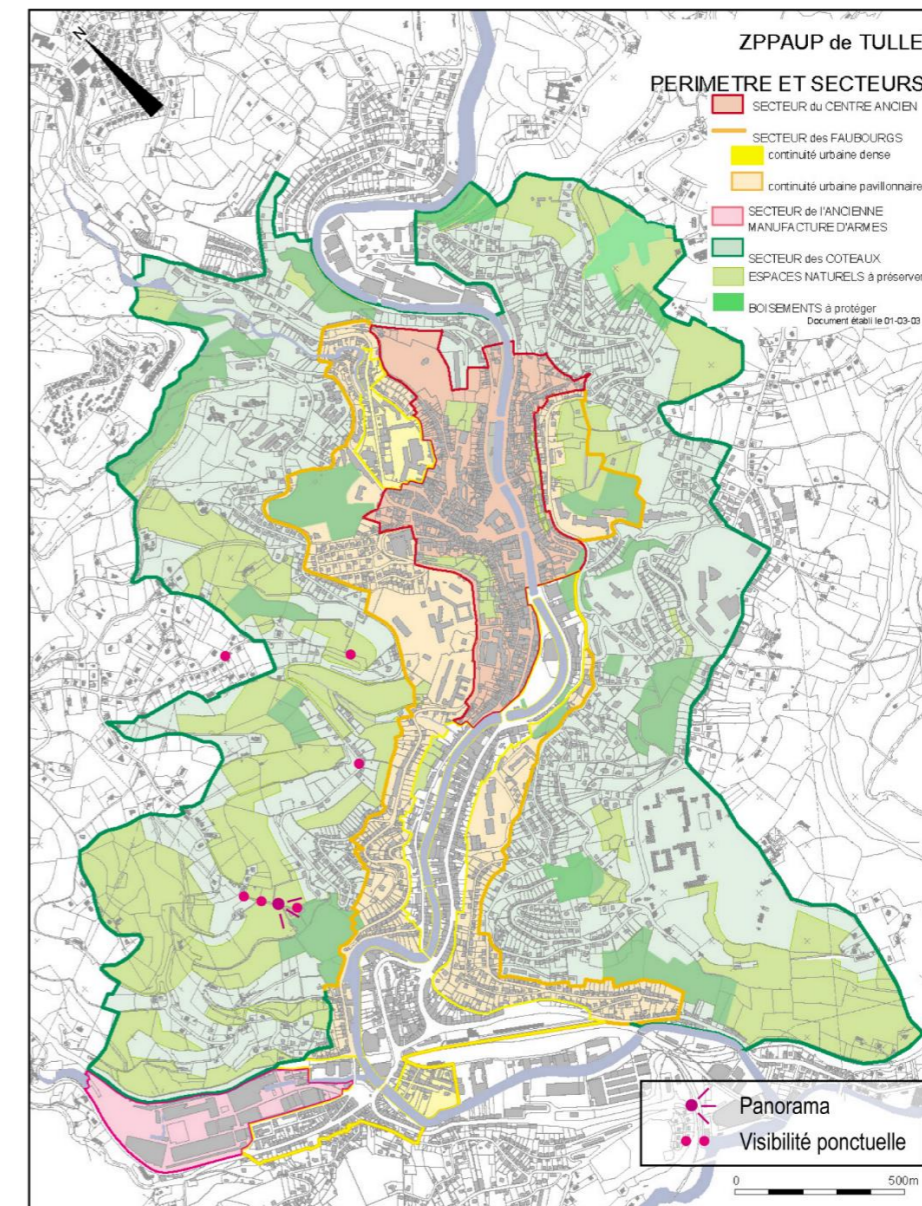 N
ZPPAUP de TULLE
PERIMETRE ET SECTEURS
SECTEUR du CENTRE ANCIEN
SECTEUR des FAUBOURGS
continuité urbaine dense
continuité urbaine pavillonnaire
SECTEUR de l'ANCIENNE
MANUFACTURE D'ARMES
SECTEUR des COTEAUX
ESPACES NATURELS à préserver
BOISEMENTS à protéger
Document établi le 01-03-03
Panorama
Visibilité ponctuelle
0 500m